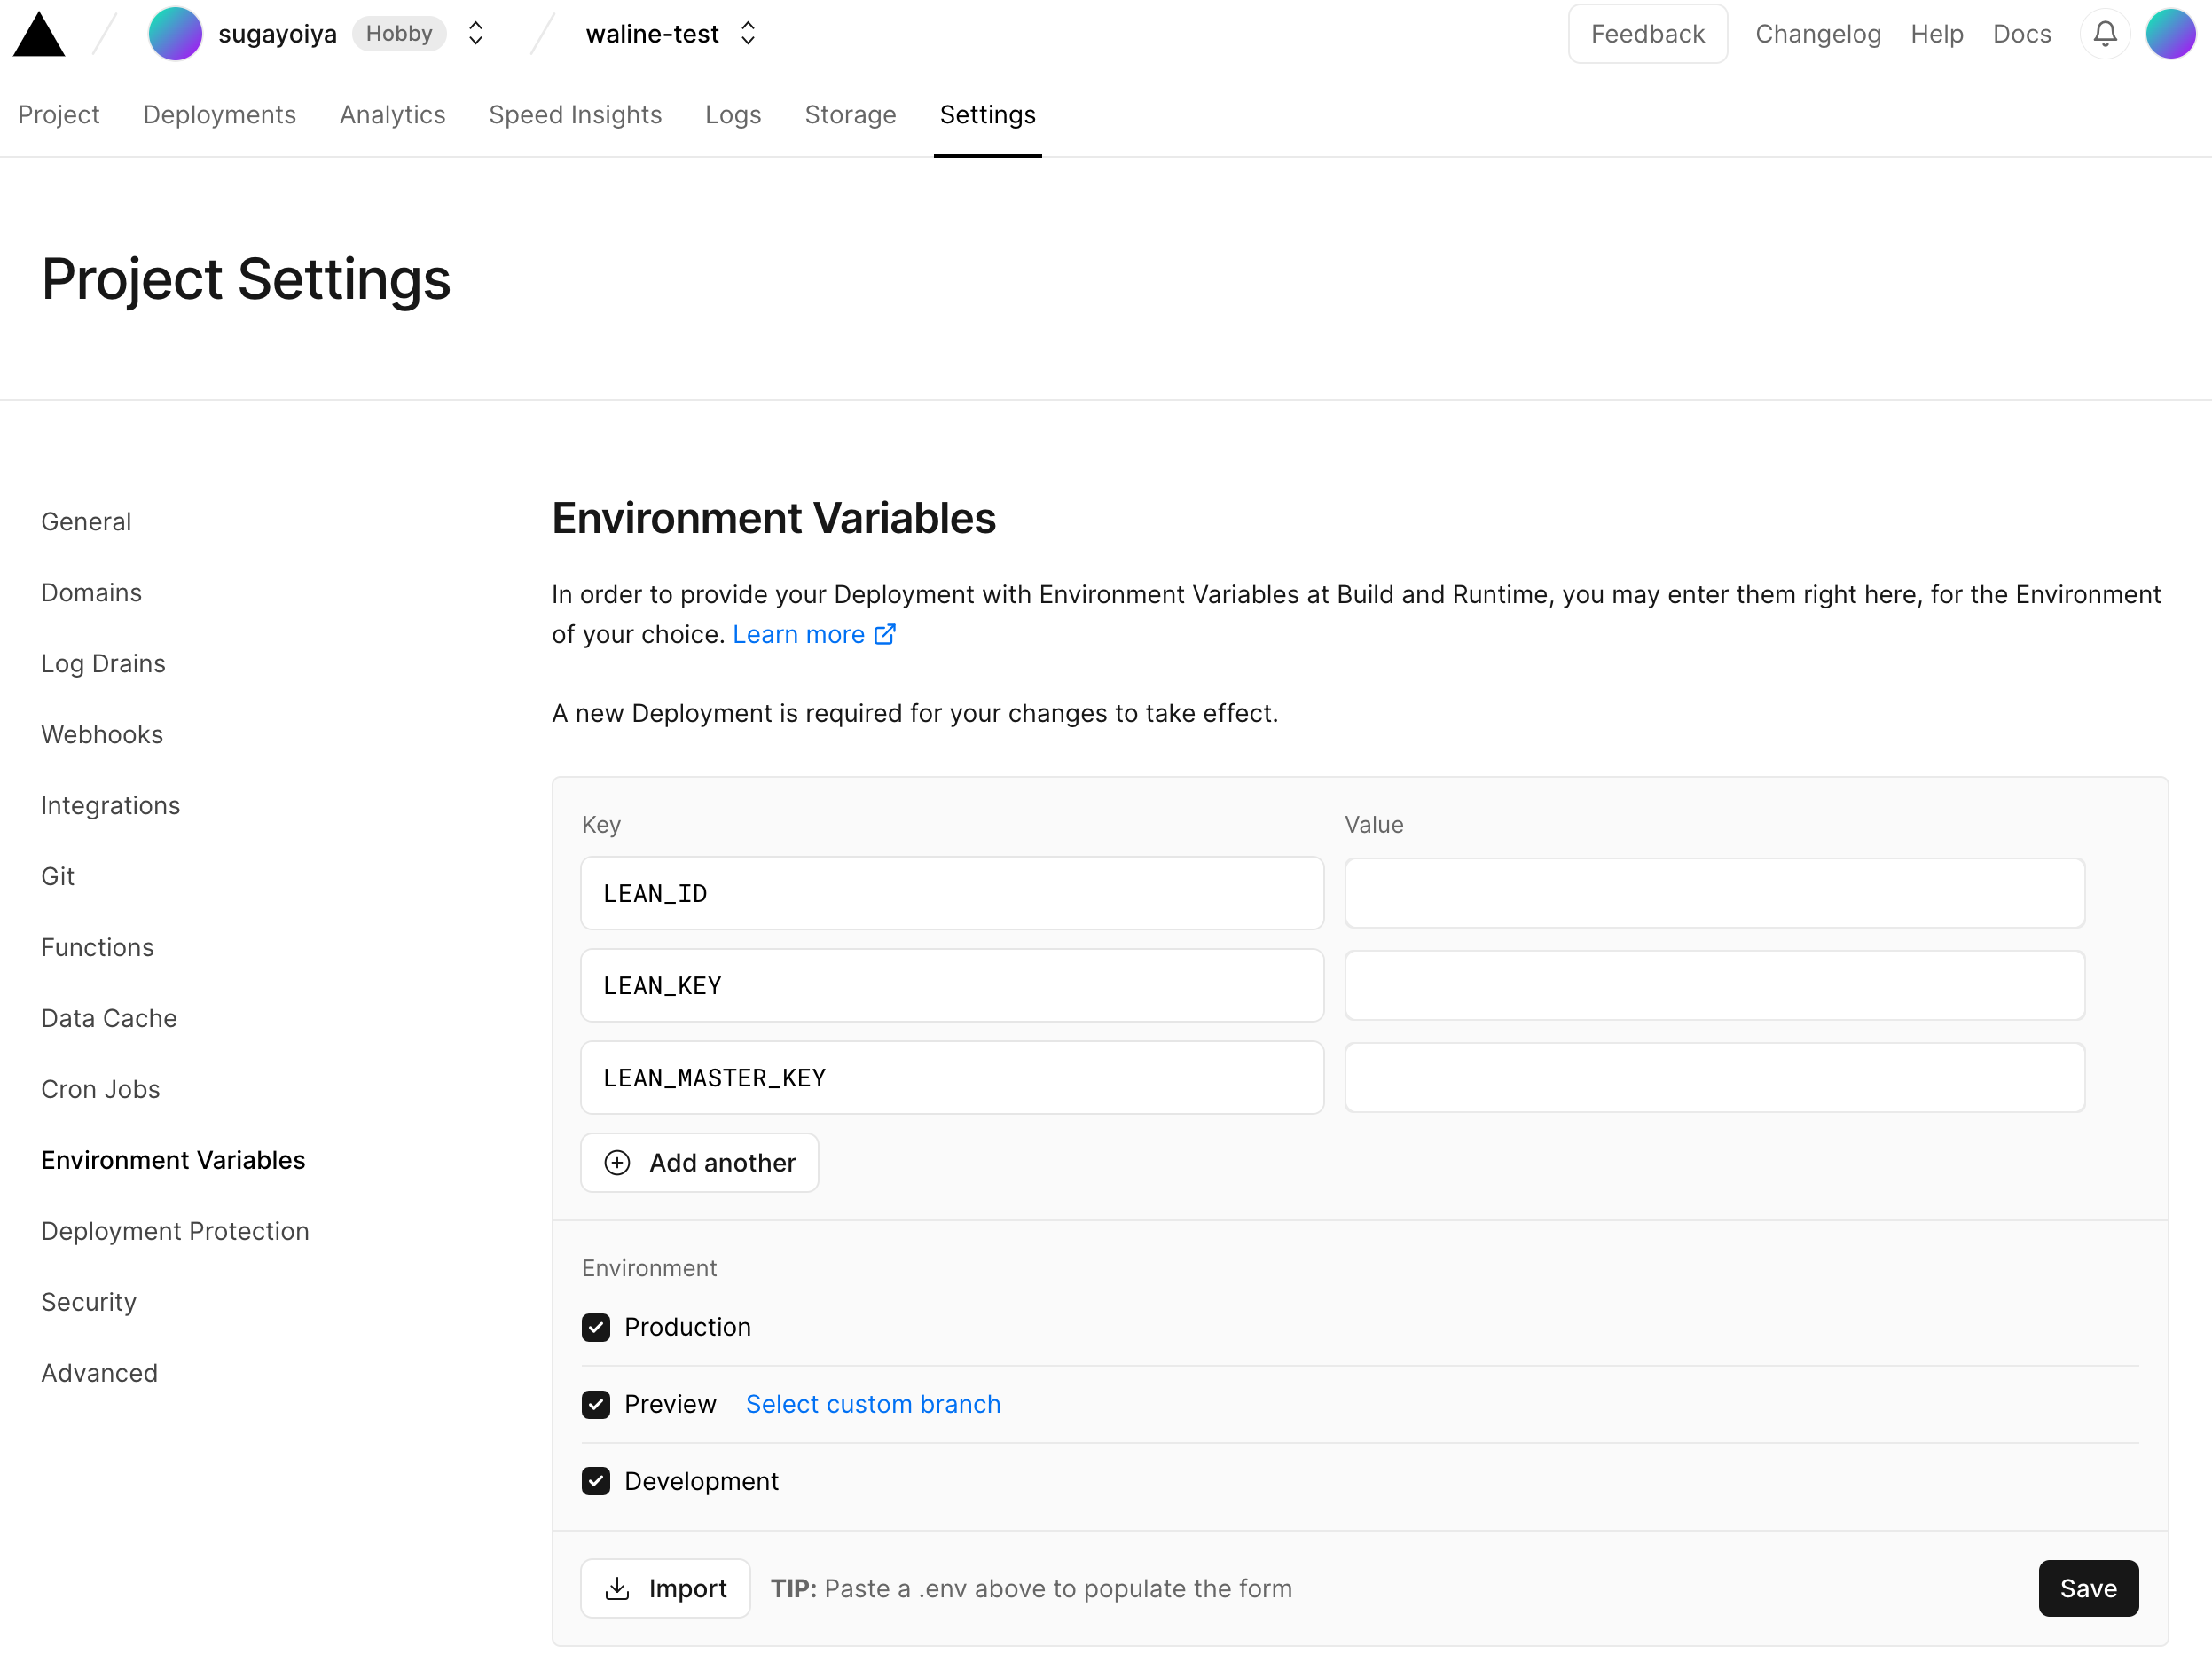 sugayoiya Hobby waline-test Feedback Changelog Help Docs
Project Deployments Analytics Speed Insights Logs Storage Settings
Project Settings
General
Domains
Log Drains
Webhooks
Integrations
Git
Functions
Data Cache
Cron Jobs
Environment Variables
Deployment Protection
Security
Advanced
Environment Variables
In order to provide your Deployment with Environment Variables at Build and Runtime, you may enter them right here, for the Environment
of your choice. Learn more
A new Deployment is required for your changes to take effect.
Key Value
LEAN_ID
LEAN_KEY
LEAN_MASTER_KEY
Add another
Environment
Production
Preview Select custom branch
Development
Import TIP: Paste a .env above to populate the form Save